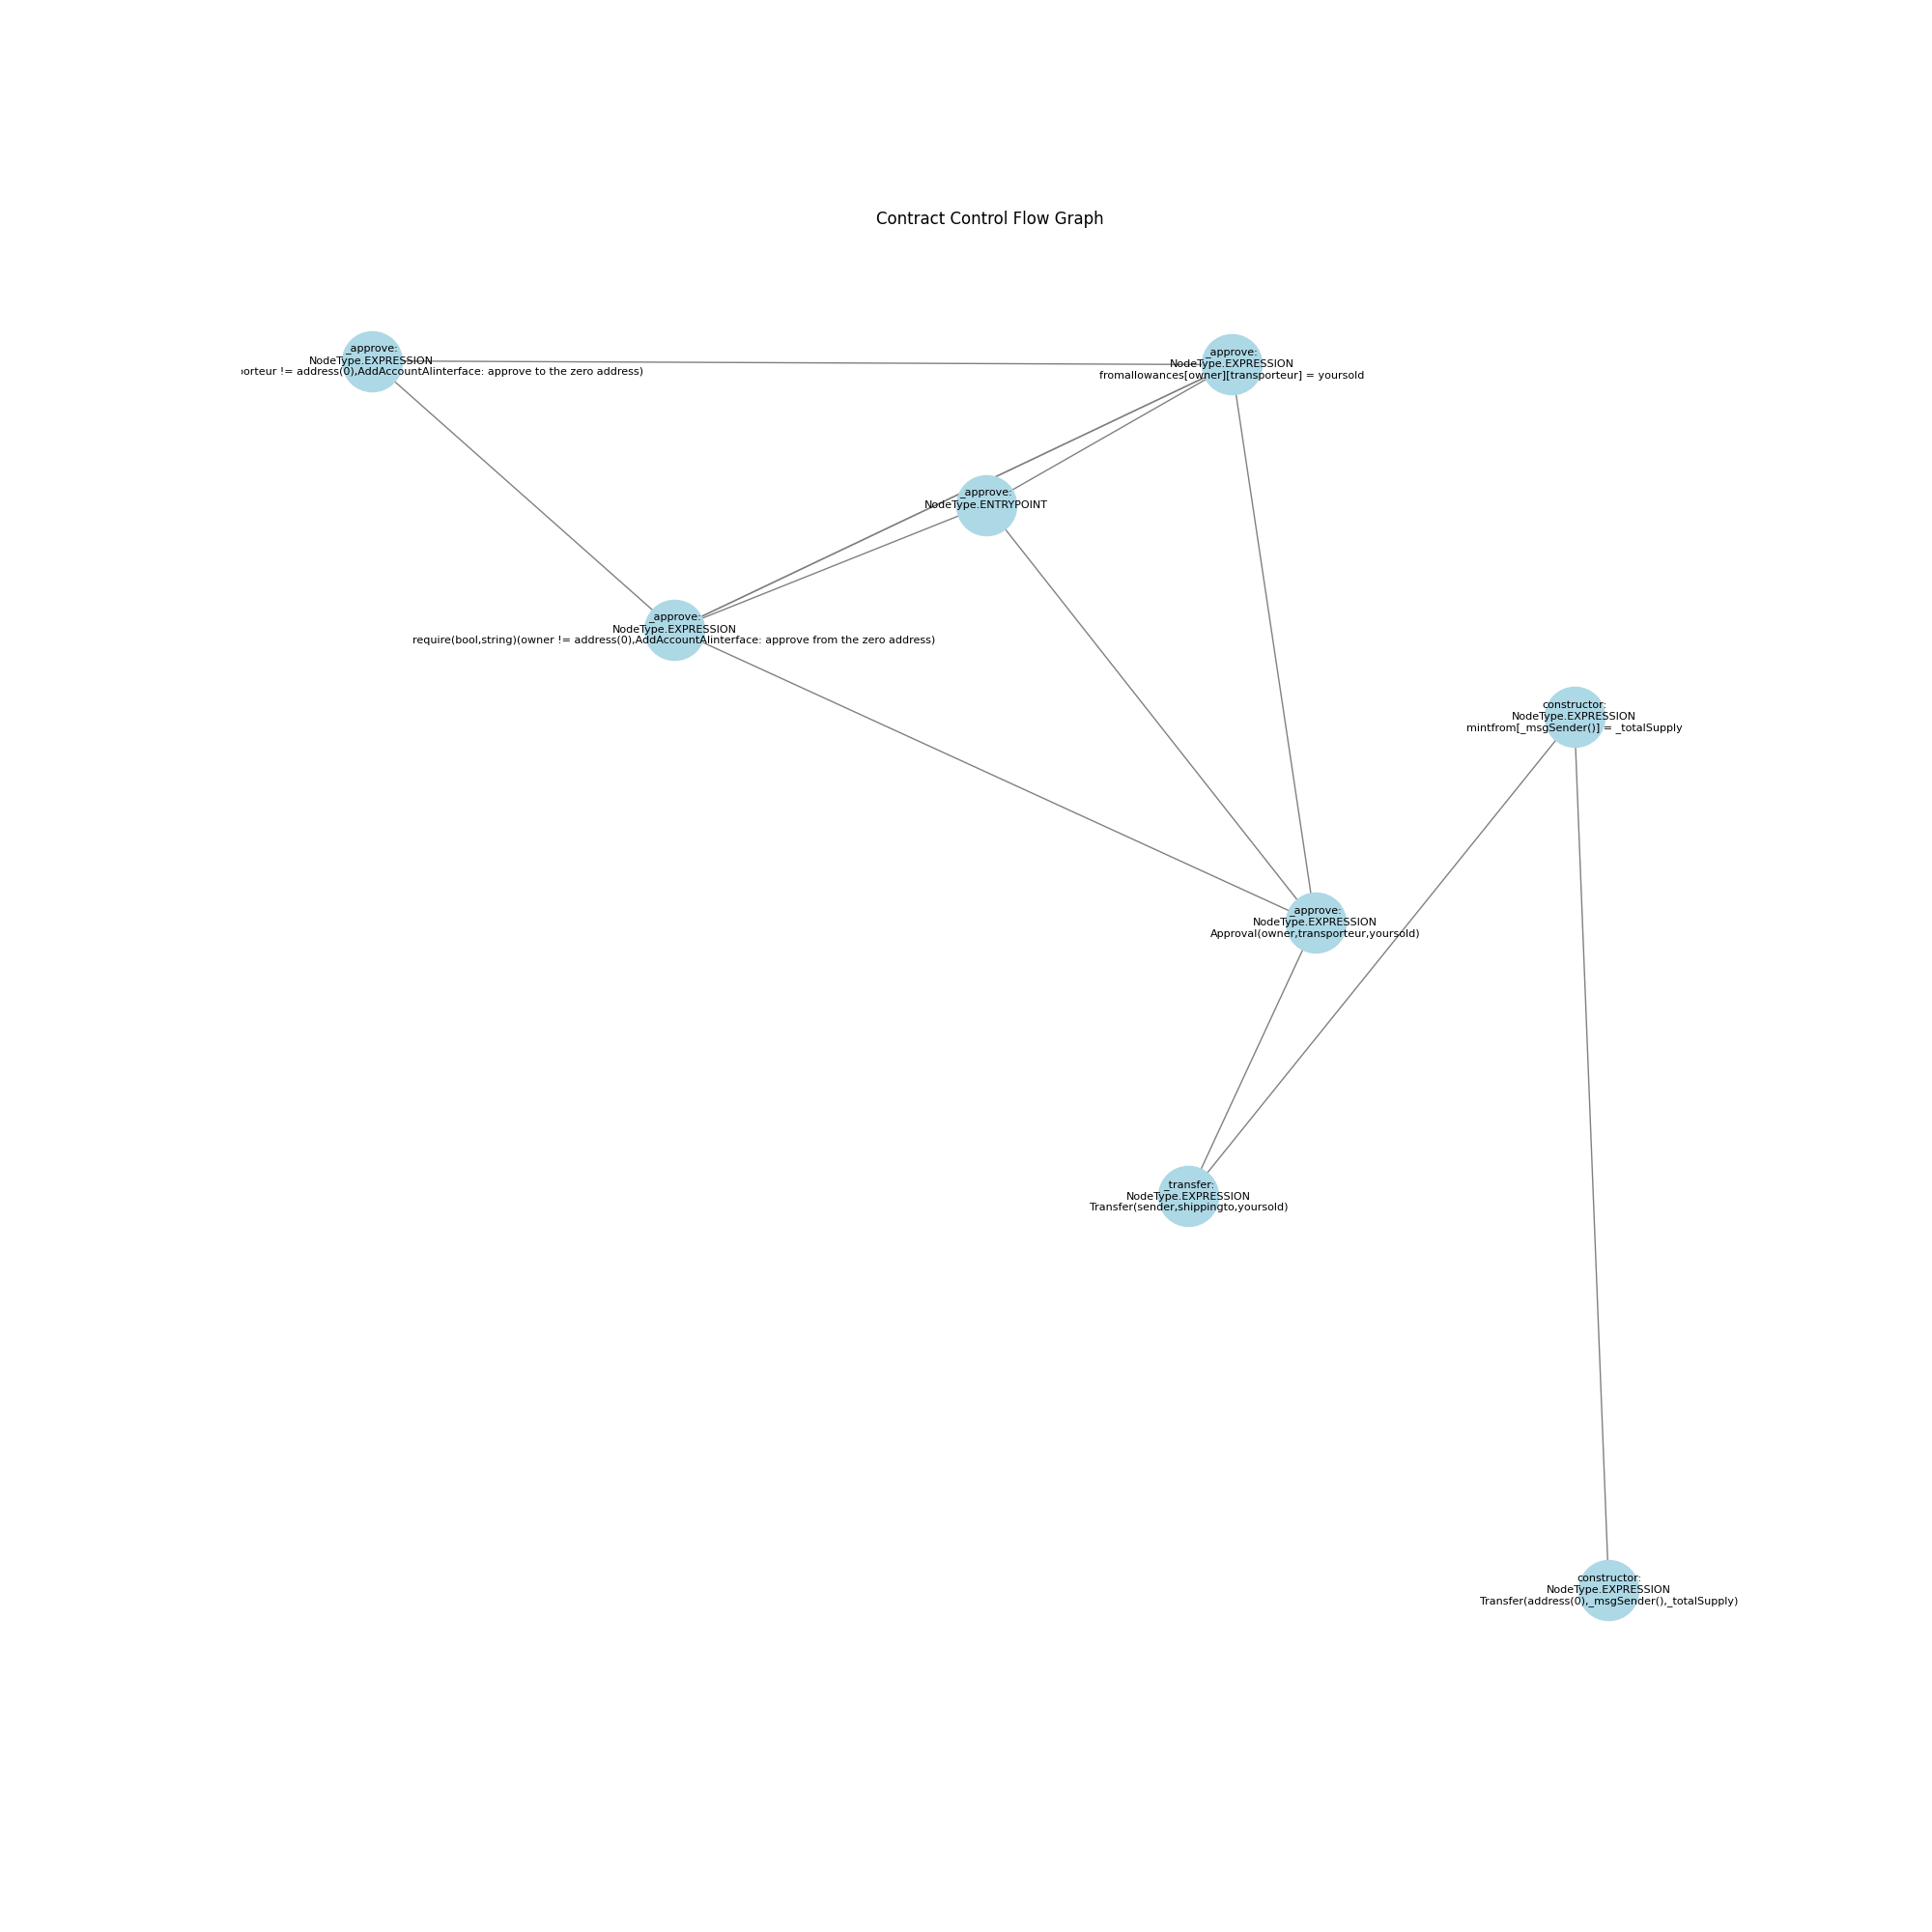 Contract Control Flow Graph
_approve:
NodeType.EXPRESSION
orteur != address(0),AddAccountAIinterface: approve to the zero address)
_approve:
NodeType.EXPRESSION
fromallowances[owner][transporteur] = yoursold
_approve:
NodeType.ENTRYPOINT
_approve:
NodeType.EXPRESSION
require(bool,string)(owner != address(0),AddAccountAIinterface: approve from the zero address)
constructor:
NodeType.EXPRESSION
mintfrom[_msgSender()] = _totalSupply
_approve:
NodeType.EXPRESSION
Approval(owner,transporteur,yoursold)
_transfer:
NodeType.EXPRESSION
Transfer(sender,shippingto,yoursold)
constructor:
NodeType.EXPRESSION
Transfer(address(0),_msgSender(),_totalSupply)